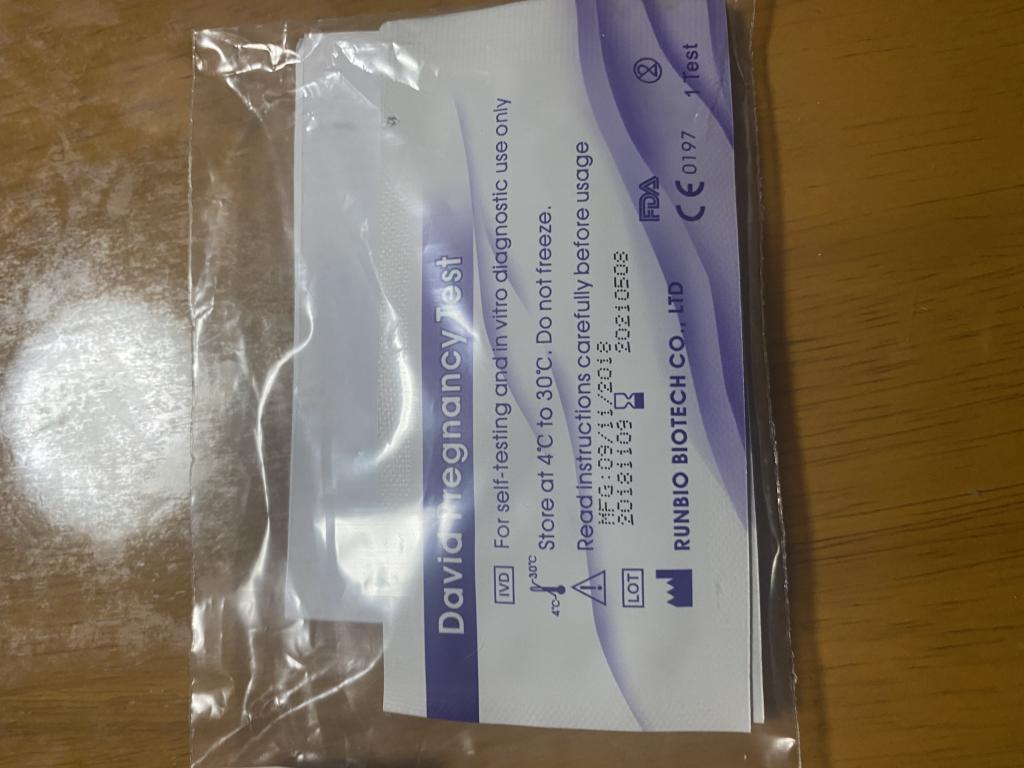 David Pregnancy Test
IVD For self-testing and in vitro diagnostic use only
4°C 30°C Store at 4°C to 30°C. Do not freeze.
Read instructions carefully before usage
MFG:09/11/2018
LOT 20181109 20210508
RUNBIO BIOTECH CO., LTD
FDA
CE 0197
2
1 Test